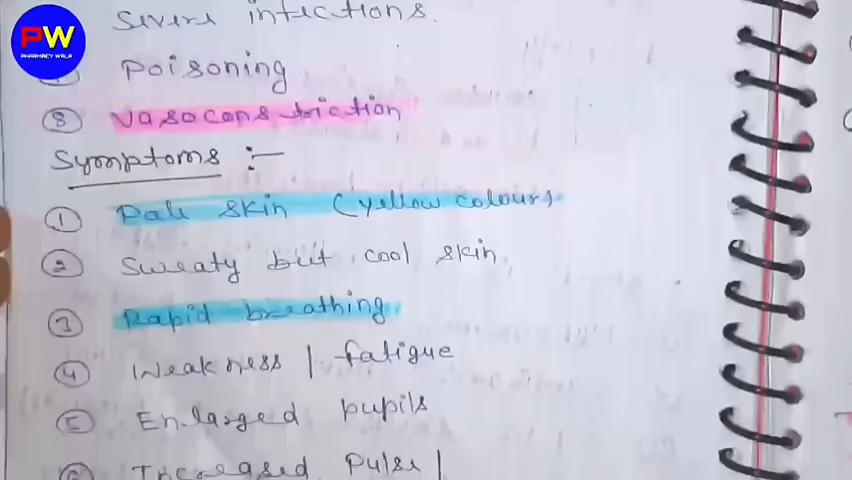 Severe infections.
PW
PHARMACY WALA
Poisoning
⑧ Vasoconstriction
Symptoms :-
① Pale skin (yellow colour)
② Sweaty but cool skin.
③ Rapid breathing
④ Weakness / fatigue
⑤ Enlarged pupils
⑥ Increased pulse /